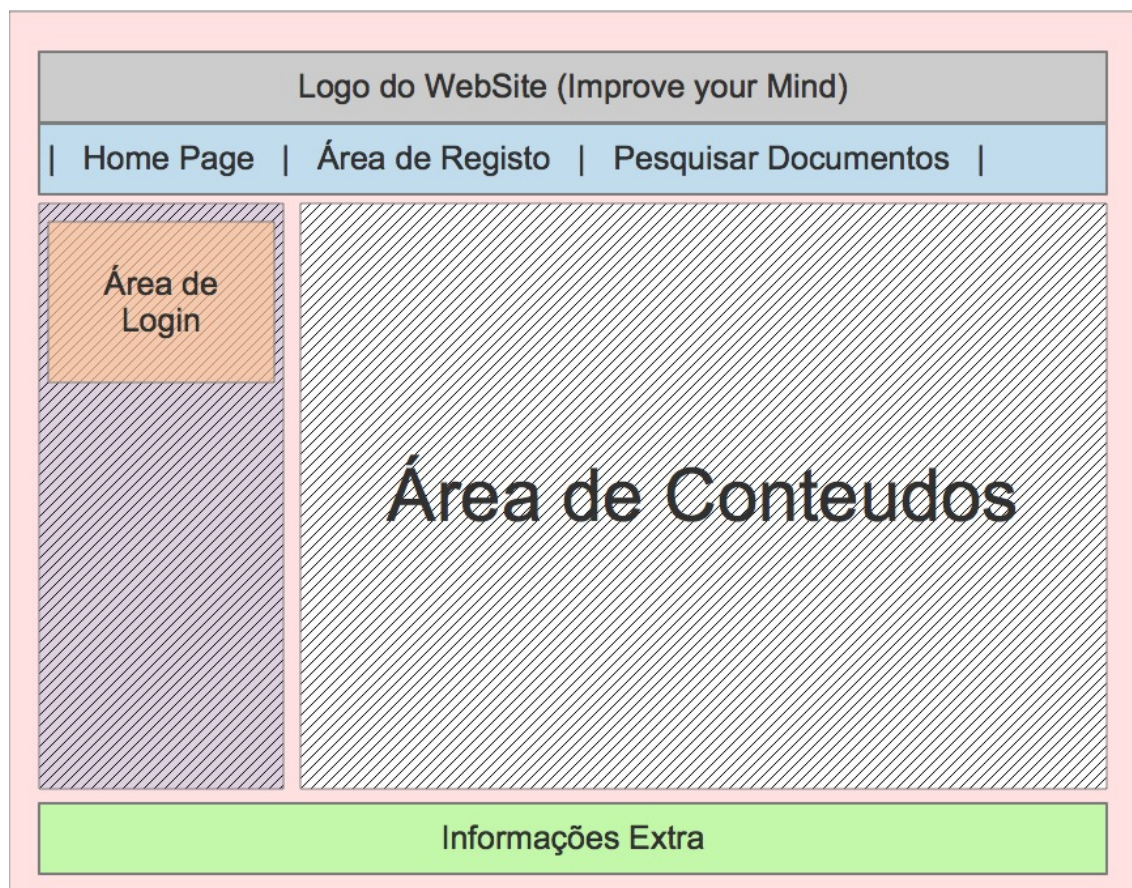 Logo do WebSite (Improve your Mind)
| Home Page | Área de Registo | Pesquisar Documentos |
Área de
Login
Área de Conteudos
Informações Extra